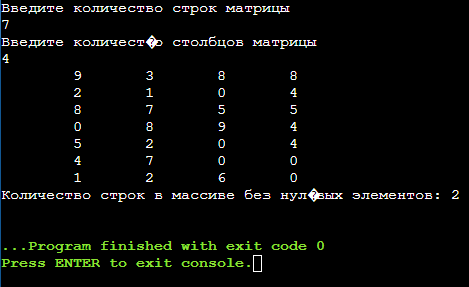 Введите количество строк матрицы
7
Введите количест�о столбцов матрицы
4
9 3 8 8
2 1 0 4
8 7 5 5
0 8 9 4
5 2 0 4
4 7 0 0
1 2 6 0
Количество строк в массиве без нул�вых элементов: 2
...Program finished with exit code 0
Press ENTER to exit console.